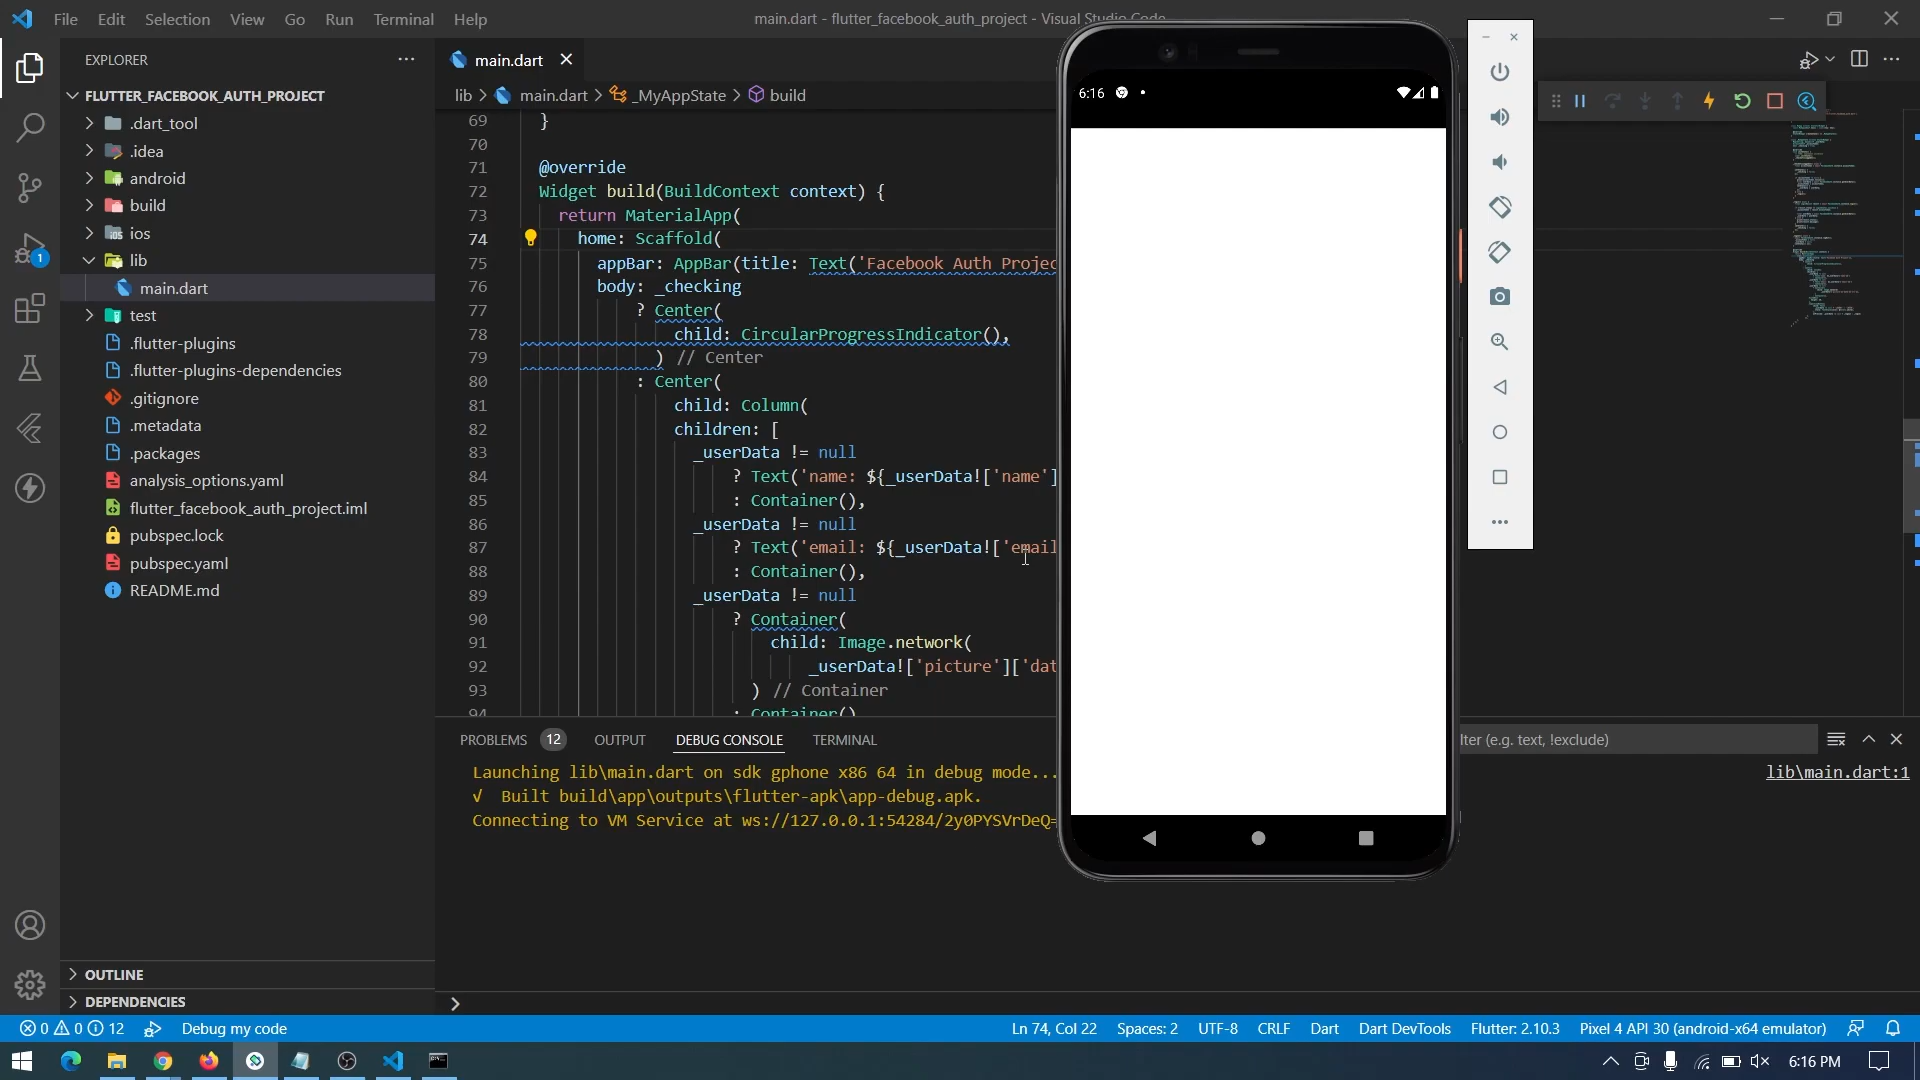 File Edit Selection View Go Run Terminal Help
main.dart - flutter_facebook_auth_project - Visual Studio Code
EXPLORER
FLUTTER_FACEBOOK_AUTH_PROJECT
.dart_tool
.idea
android
build
ios
lib
main.dart
test
.flutter-plugins
.flutter-plugins-dependencies
.gitignore
.metadata
.packages
analysis_options.yaml
flutter_facebook_auth_project.iml
pubspec.lock
pubspec.yaml
README.md
OUTLINE
DEPENDENCIES
1
main.dart
lib > main.dart > _MyAppState > build
69 }
70
71 @override
72 Widget build(BuildContext context) {
73 return MaterialApp(
74 home: Scaffold(
75 appBar: AppBar(title: Text('Facebook Auth Projec
76 body: _checking
77 ? Center(
78 child: CircularProgressIndicator(),
79 ) // Center
80 : Center(
81 child: Column(
82 children: [
83 _userData != null
84 ? Text('name: ${_userData!['name']
85 : Container(),
86 _userData != null
87 ? Text('email: ${_userData!['email
88 : Container(),
89 _userData != null
90 ? Container(
91 child: Image.network(
92 _userData!['picture']['dat
93 ) // Container
94 : Container()
6:16
PROBLEMS 12 OUTPUT DEBUG CONSOLE TERMINAL
lter (e.g. text, !exclude)
Launching lib\main.dart on sdk gphone x86 64 in debug mode...
lib\main.dart:1
√ Built build\app\outputs\flutter-apk\app-debug.apk.
Connecting to VM Service at ws://127.0.0.1:54284/2y0PYSVrDeQ=
0 0 12 Debug my code
Ln 74, Col 22 Spaces: 2 UTF-8 CRLF Dart Dart DevTools Flutter: 2.10.3 Pixel 4 API 30 (android-x64 emulator)
6:16 PM